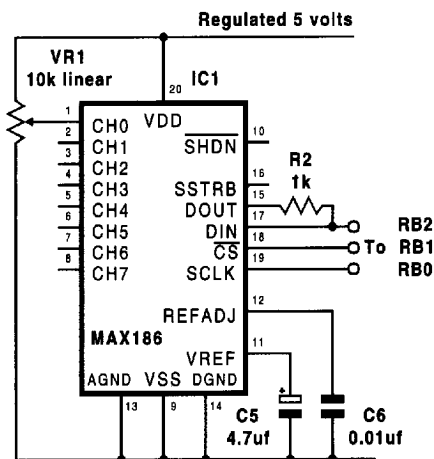 Regulated 5 volts
VR1
10k linear
20
IC1
1
CH0
VDD
2
CH1
SHDN
10
3
CH2
4
CH3
SSTRB
16
R2
1k
5
CH4
DOUT
15
6
CH5
DIN
17
RB2
7
CH6
CS
18
To RB1
8
CH7
SCLK
19
RB0
REFADJ
12
MAX186
VREF
11
AGND
VSS
DGND
13
9
14
+
C5
4.7uf
C6
0.01uf